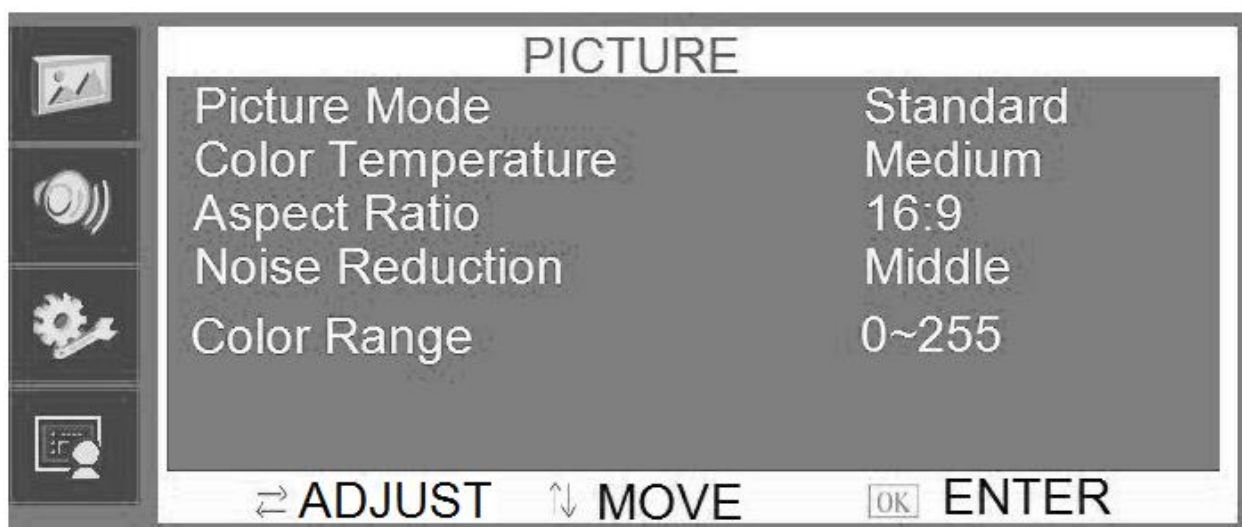 PICTURE
Picture Mode Standard
Color Temperature Medium
Aspect Ratio 16:9
Noise Reduction Middle
Color Range 0~255
ADJUST MOVE OK ENTER